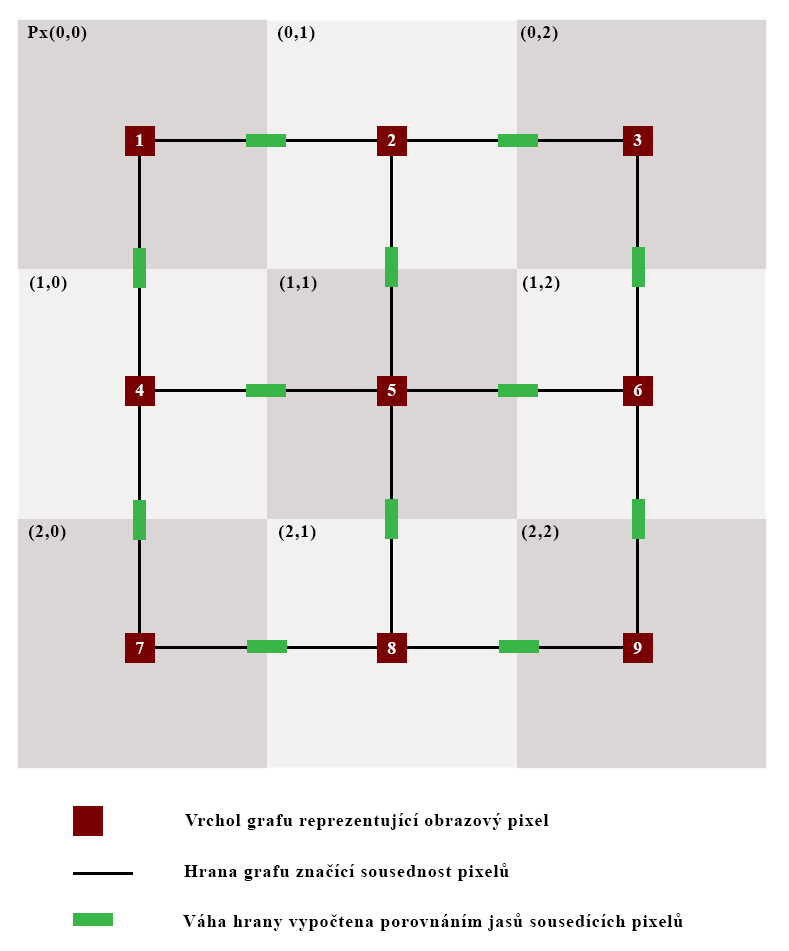 Px(0,0) (0,1) (0,2)
1 2 3
(1,0) (1,1) (1,2)
4 5 6
(2,0) (2,1) (2,2)
7 8 9
Vrchol grafu reprezentující obrazový pixel
Hrana grafu značící sousednost pixelů
Váha hrany vypočtena porovnáním jasů sousedících pixelů